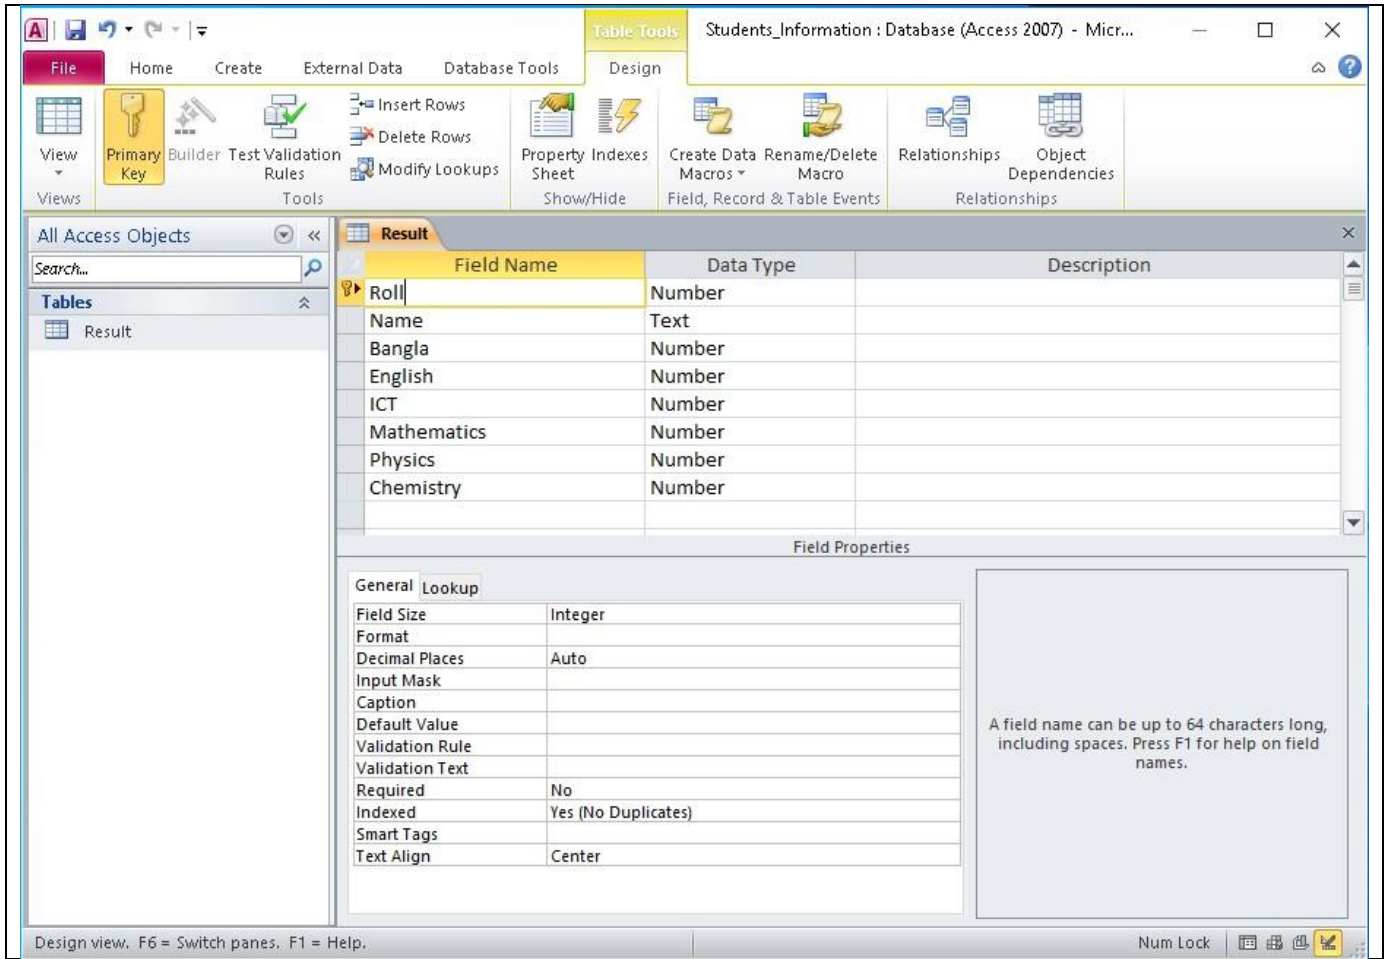 A
Table Tools
Students_Information : Database (Access 2007) - Micr...
File Home Create External Data Database Tools Design
View
Views
Primary Key
Builder
Test Validation Rules
Insert Rows
Delete Rows
Modify Lookups
Tools
Property Sheet
Indexes
Show/Hide
Create Data Macros
Rename/Delete Macro
Field, Record & Table Events
Relationships
Object Dependencies
Relationships
All Access Objects
Search...
Tables
Result
Result
Field Name Data Type Description
Roll Number
Name Text
Bangla Number
English Number
ICT Number
Mathematics Number
Physics Number
Chemistry Number
Field Properties
General Lookup
Field Size Integer
Format
Decimal Places Auto
Input Mask
Caption
Default Value
Validation Rule
Validation Text
Required No
Indexed Yes (No Duplicates)
Smart Tags
Text Align Center
A field name can be up to 64 characters long,
including spaces. Press F1 for help on field
names.
Design view. F6 = Switch panes. F1 = Help.
Num Lock